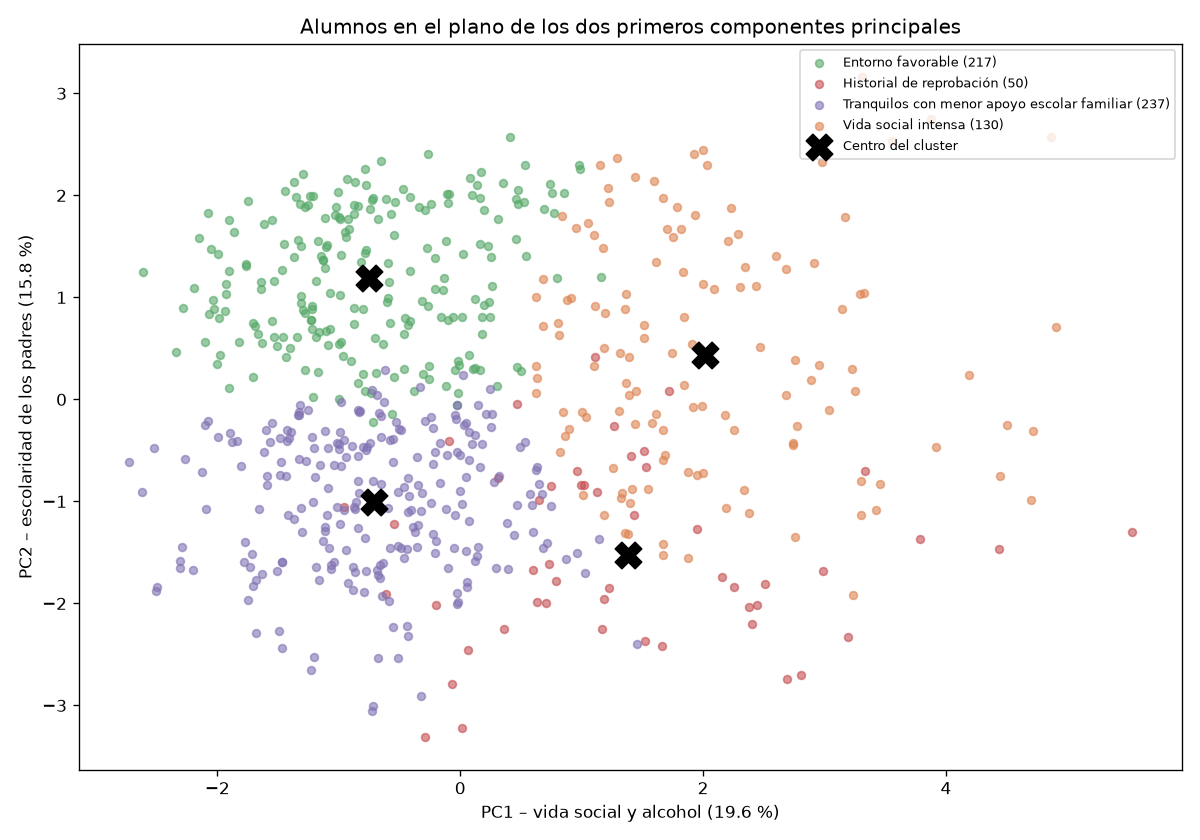 Alumnos en el plano de los dos primeros componentes principales
Entorno favorable (217)
Historial de reprobación (50)
Tranquilos con menor apoyo escolar familiar (237)
Vida social intensa (130)
Centro del cluster
PC2 – escolaridad de los padres (15.8 %)
3
2
1
0
−1
−2
−3
−2
0
2
4
PC1 – vida social y alcohol (19.6 %)